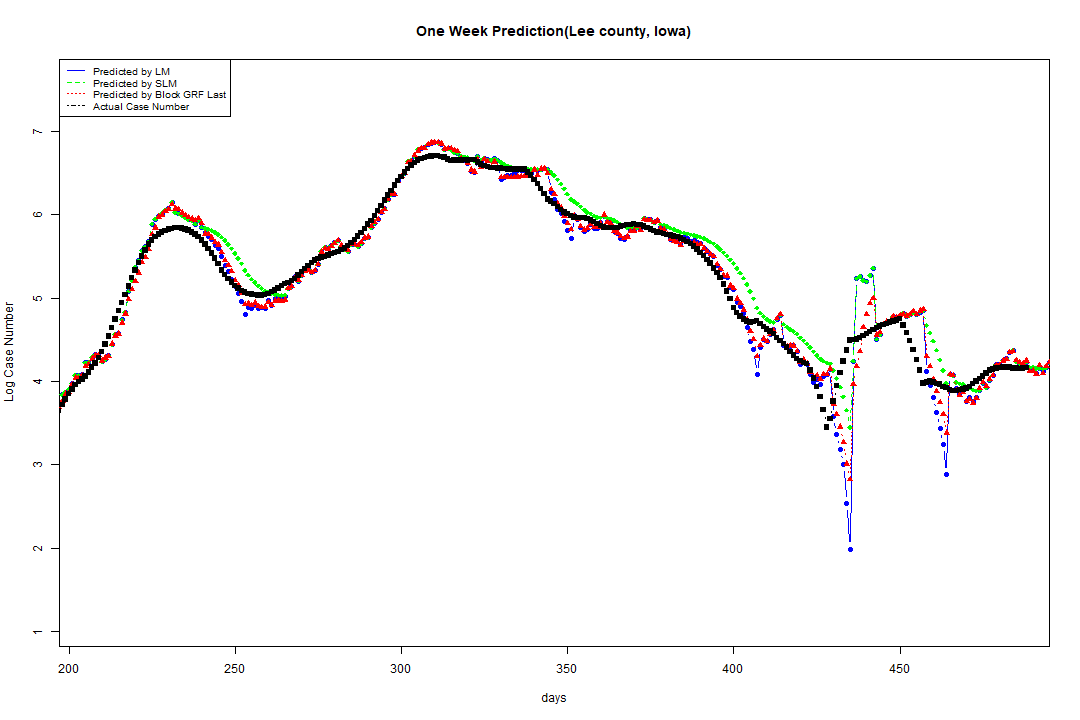 One Week Prediction(Lee county, Iowa)
Predicted by LM
Predicted by SLM
Predicted by Block GRF Last
Actual Case Number
Log Case Number
7
6
5
4
3
2
1
200 250 300 350 400 450
days